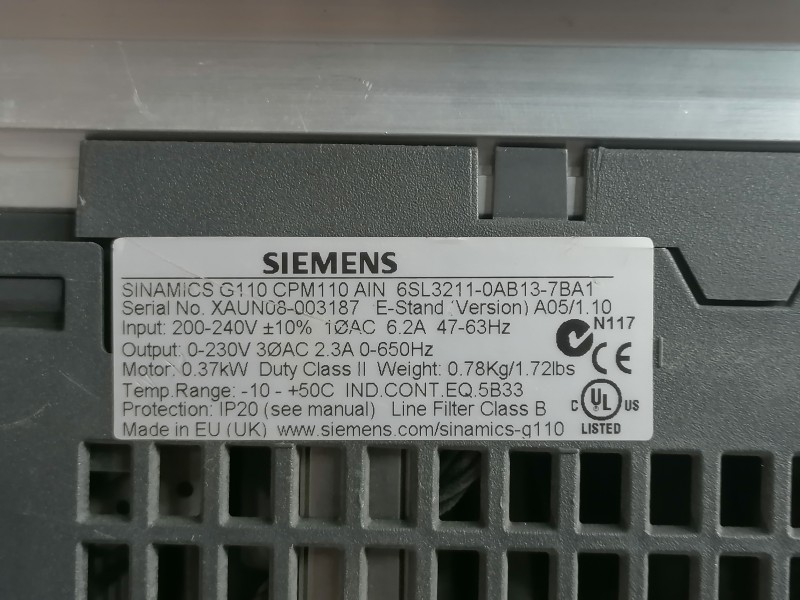 SIEMENS
SINAMICS G110 CPM110 AIN 6SL3211-0AB13-7BA1
Serial No. XAUN08-003187 E-Stand (Version) A05/1.10
Input: 200-240V ±10% 1ØAC 6.2A 47-63Hz
N117
Output: 0-230V 3ØAC 2.3A 0-650Hz
CE
Motor: 0.37kW Duty Class II Weight: 0.78Kg/1.72lbs
Temp.Range: -10 - +50C IND.CONT.EQ.5B33
Protection: IP20 (see manual) Line Filter Class B
C UL US
LISTED
Made in EU (UK) www.siemens.com/sinamics-g110